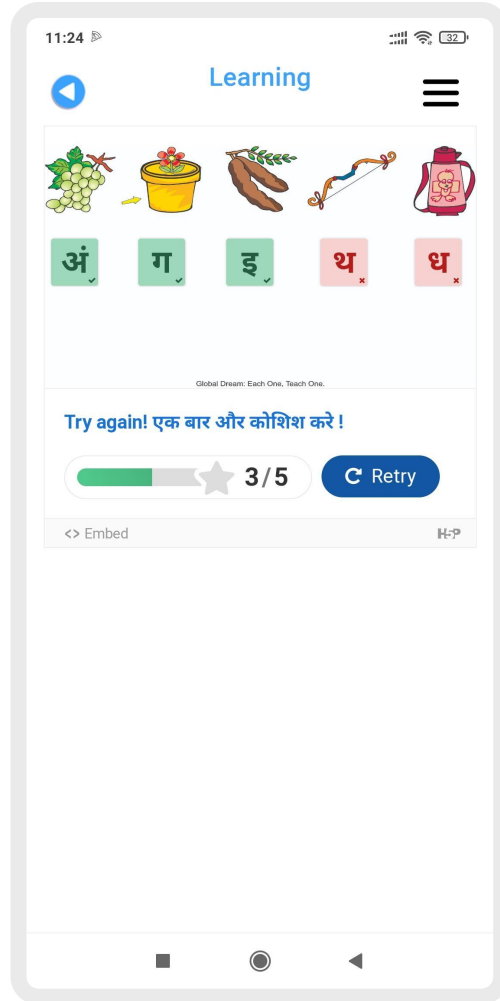 11:24 32
Learning
अं ग इ थ ध
Global Dream: Each One, Teach One.
Try again! एक बार और कोशिश करे !
3/5 Retry
<> Embed H5P